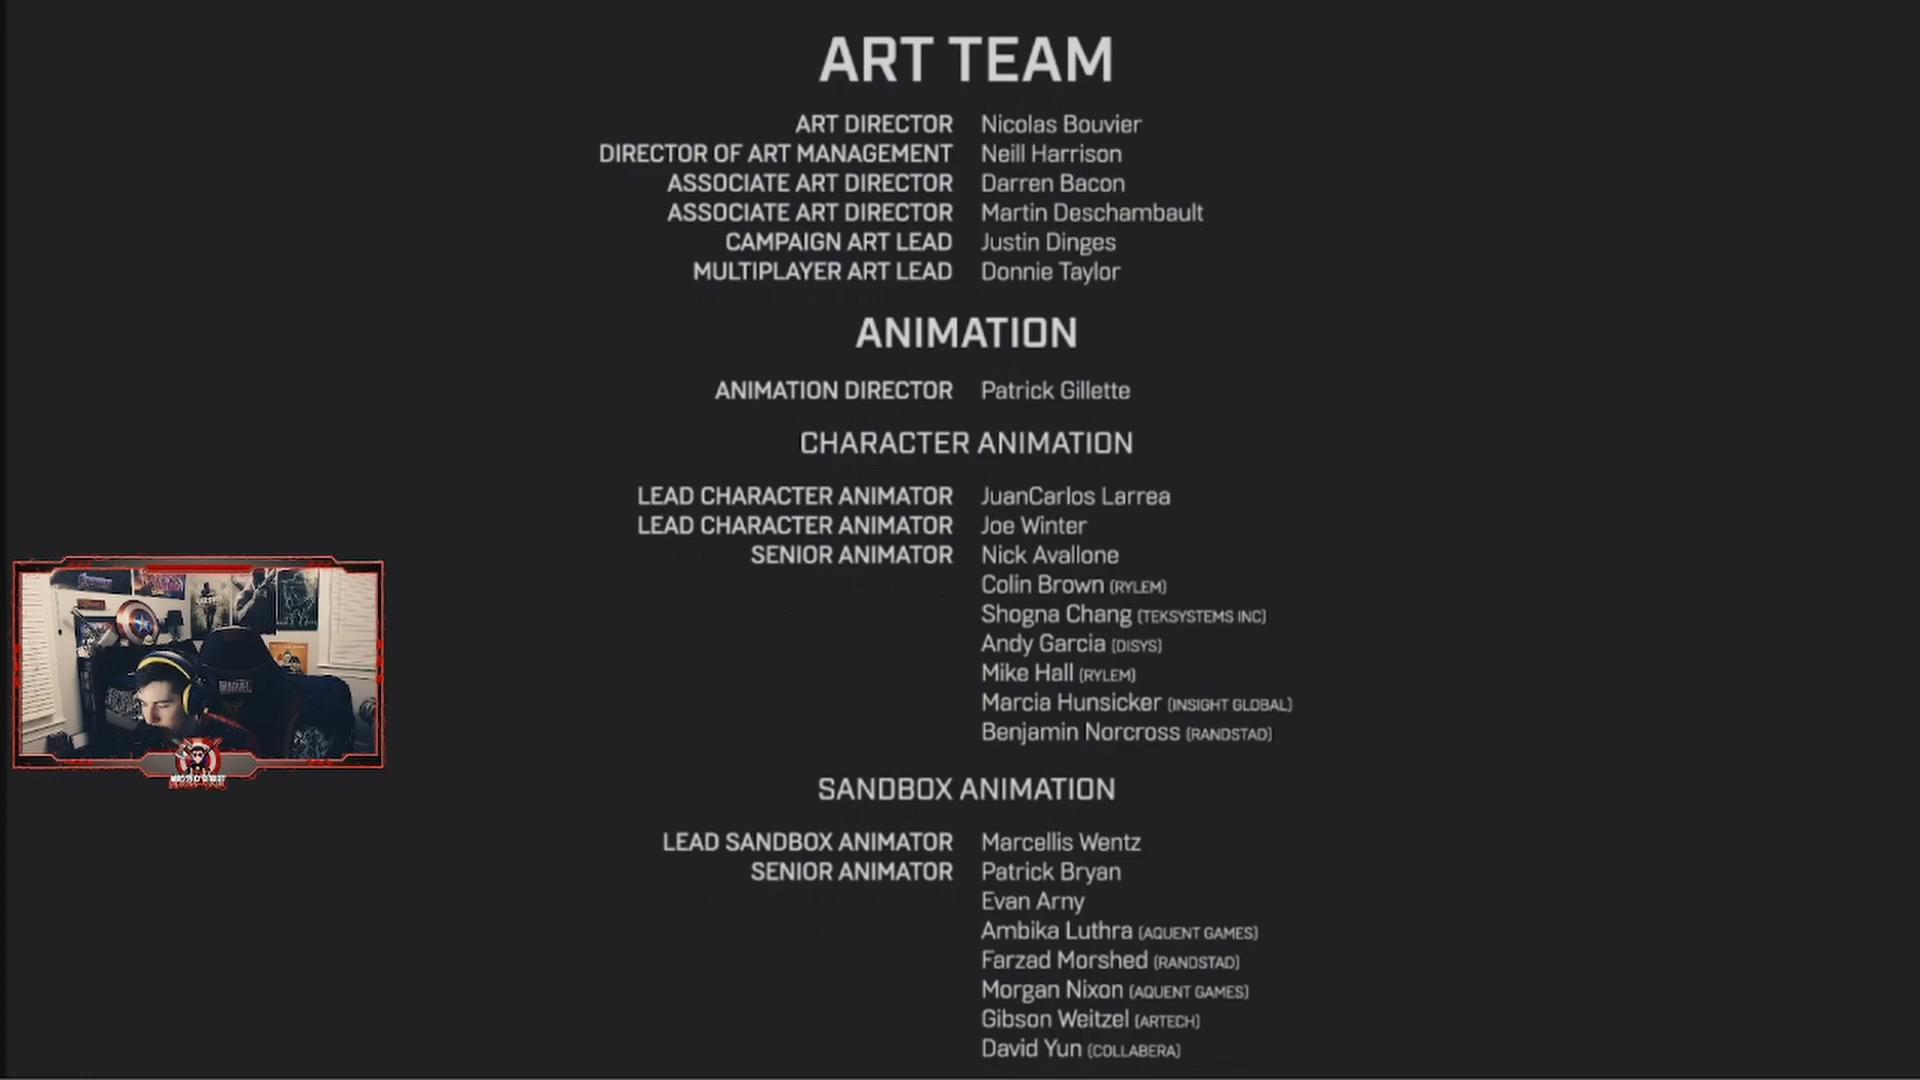 ART TEAM
ART DIRECTOR Nicolas Bouvier
DIRECTOR OF ART MANAGEMENT Neill Harrison
ASSOCIATE ART DIRECTOR Darren Bacon
ASSOCIATE ART DIRECTOR Martin Deschambault
CAMPAIGN ART LEAD Justin Dinges
MULTIPLAYER ART LEAD Donnie Taylor
ANIMATION
ANIMATION DIRECTOR Patrick Gillette
CHARACTER ANIMATION
LEAD CHARACTER ANIMATOR JuanCarlos Larrea
LEAD CHARACTER ANIMATOR Joe Winter
SENIOR ANIMATOR Nick Avallone
Colin Brown (RYLEM)
Shogna Chang (TEKSYSTEMS INC)
Andy Garcia (DISYS)
Mike Hall (RYLEM)
Marcia Hunsicker (INSIGHT GLOBAL)
Benjamin Norcross (RANDSTAD)
SANDBOX ANIMATION
LEAD SANDBOX ANIMATOR Marcellis Wentz
SENIOR ANIMATOR Patrick Bryan
Evan Arny
Ambika Luthra (AQUENT GAMES)
Farzad Morshed (RANDSTAD)
Morgan Nixon (AQUENT GAMES)
Gibson Weitzel (ARTECH)
David Yun (COLLABERA)